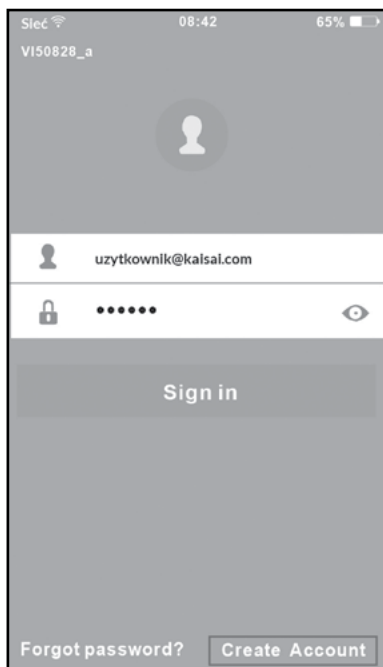 Sieć 08:42 65%
VI50828_a
uzytkownik@kaisai.com
••••••
Sign in
Forgot password? Create Account